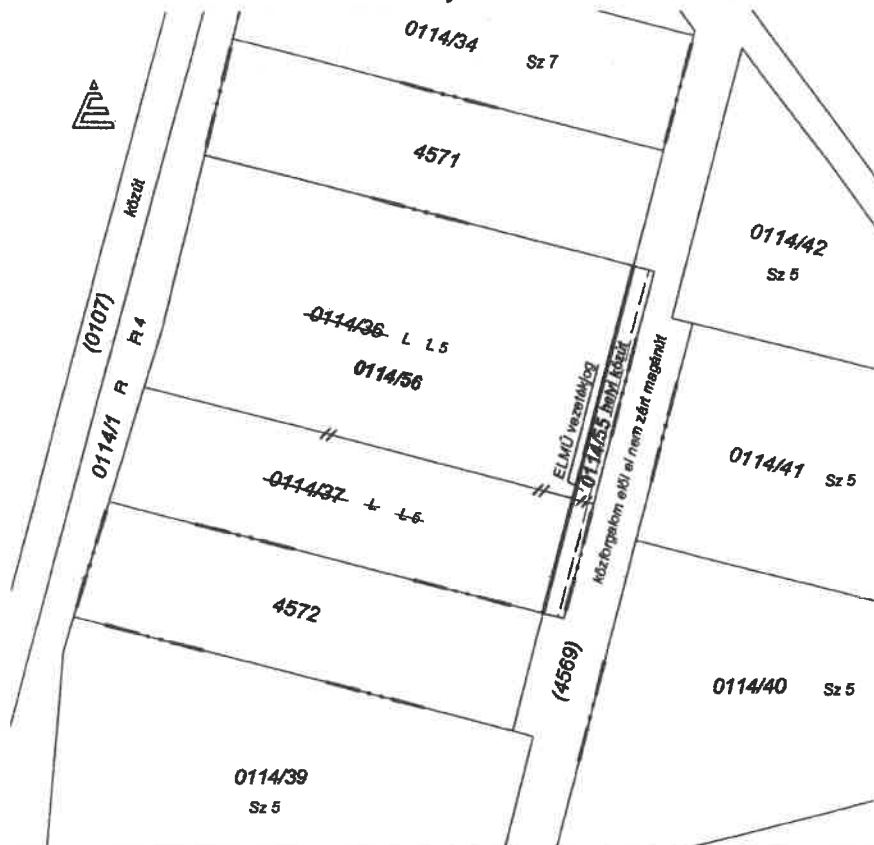 0114/34 Sz 7
4571
É
közút
(0107)
0114/42
Sz 5
0114/36 L L 5
0114/56
Ft 4
R
0114/1
ELMŰ vezetékjog
0114/55 helyi közút
közforgalom elől el nem zárt magánút
0114/41 Sz 5
0114/37 L L 5
4572
(4569)
0114/40 Sz 5
0114/39
Sz 5